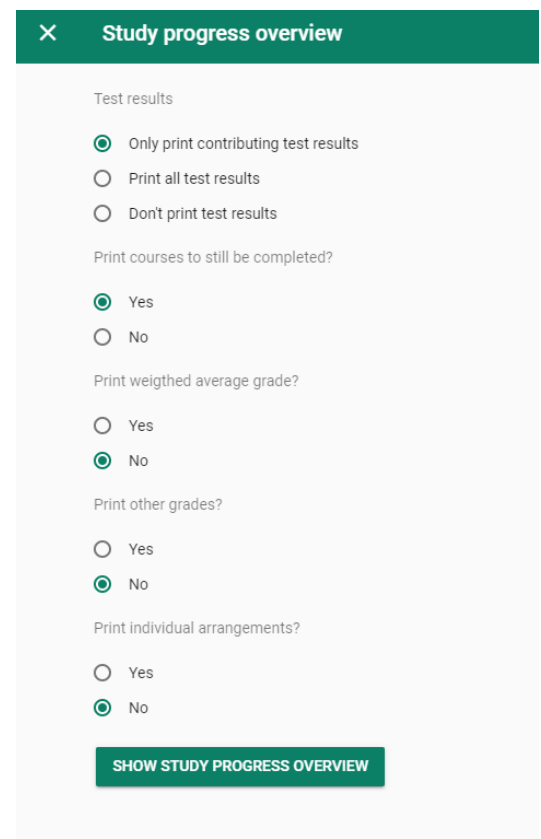 Study progress overview
Test results
Only print contributing test results
Print all test results
Don't print test results
Print courses to still be completed?
Yes
No
Print weigthed average grade?
Yes
No
Print other grades?
Yes
No
Print individual arrangements?
Yes
No
SHOW STUDY PROGRESS OVERVIEW